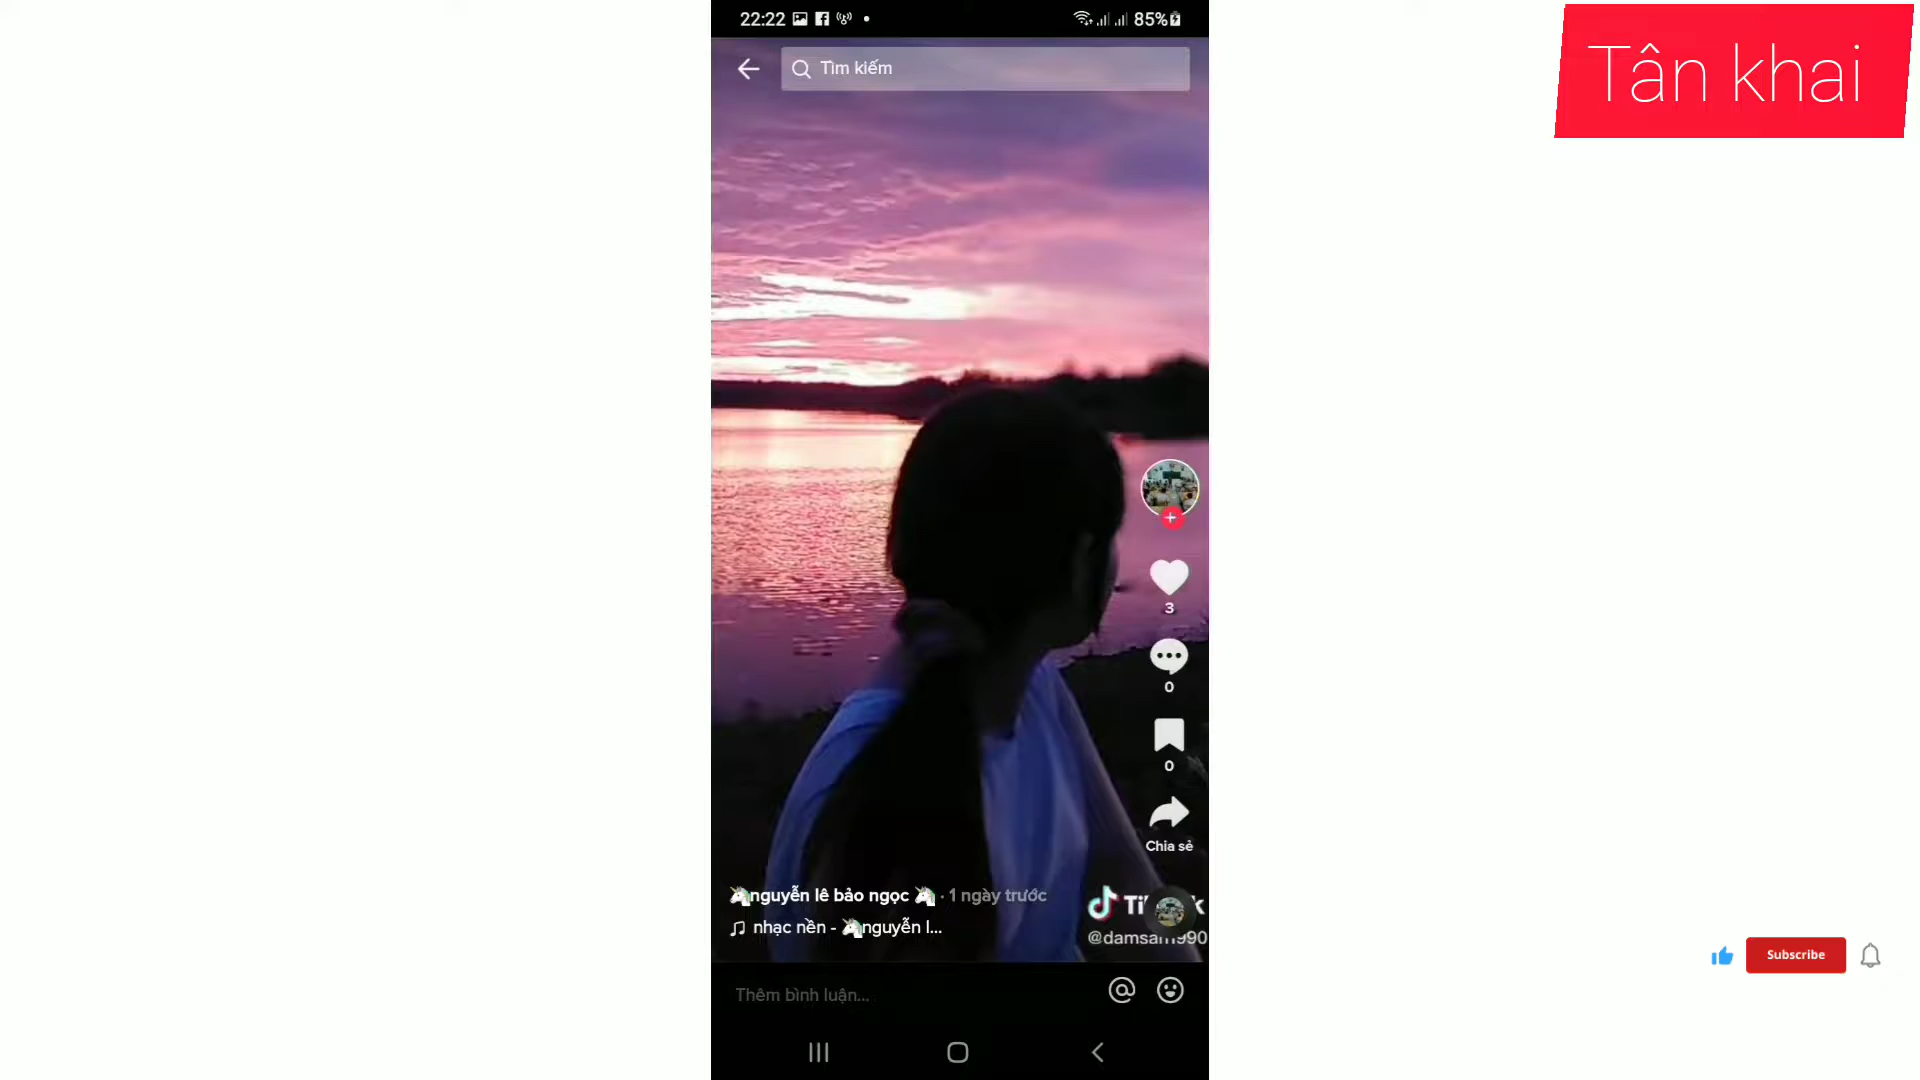 22:22
85%
Tìm kiếm
Tân khai
3
0
0
Chia sẻ
🦄nguyễn lê bảo ngọc 🦄 · 1 ngày trước
nhạc nền - 🦄nguyễn l...
@damsam1990
Thêm bình luận...
Subscribe